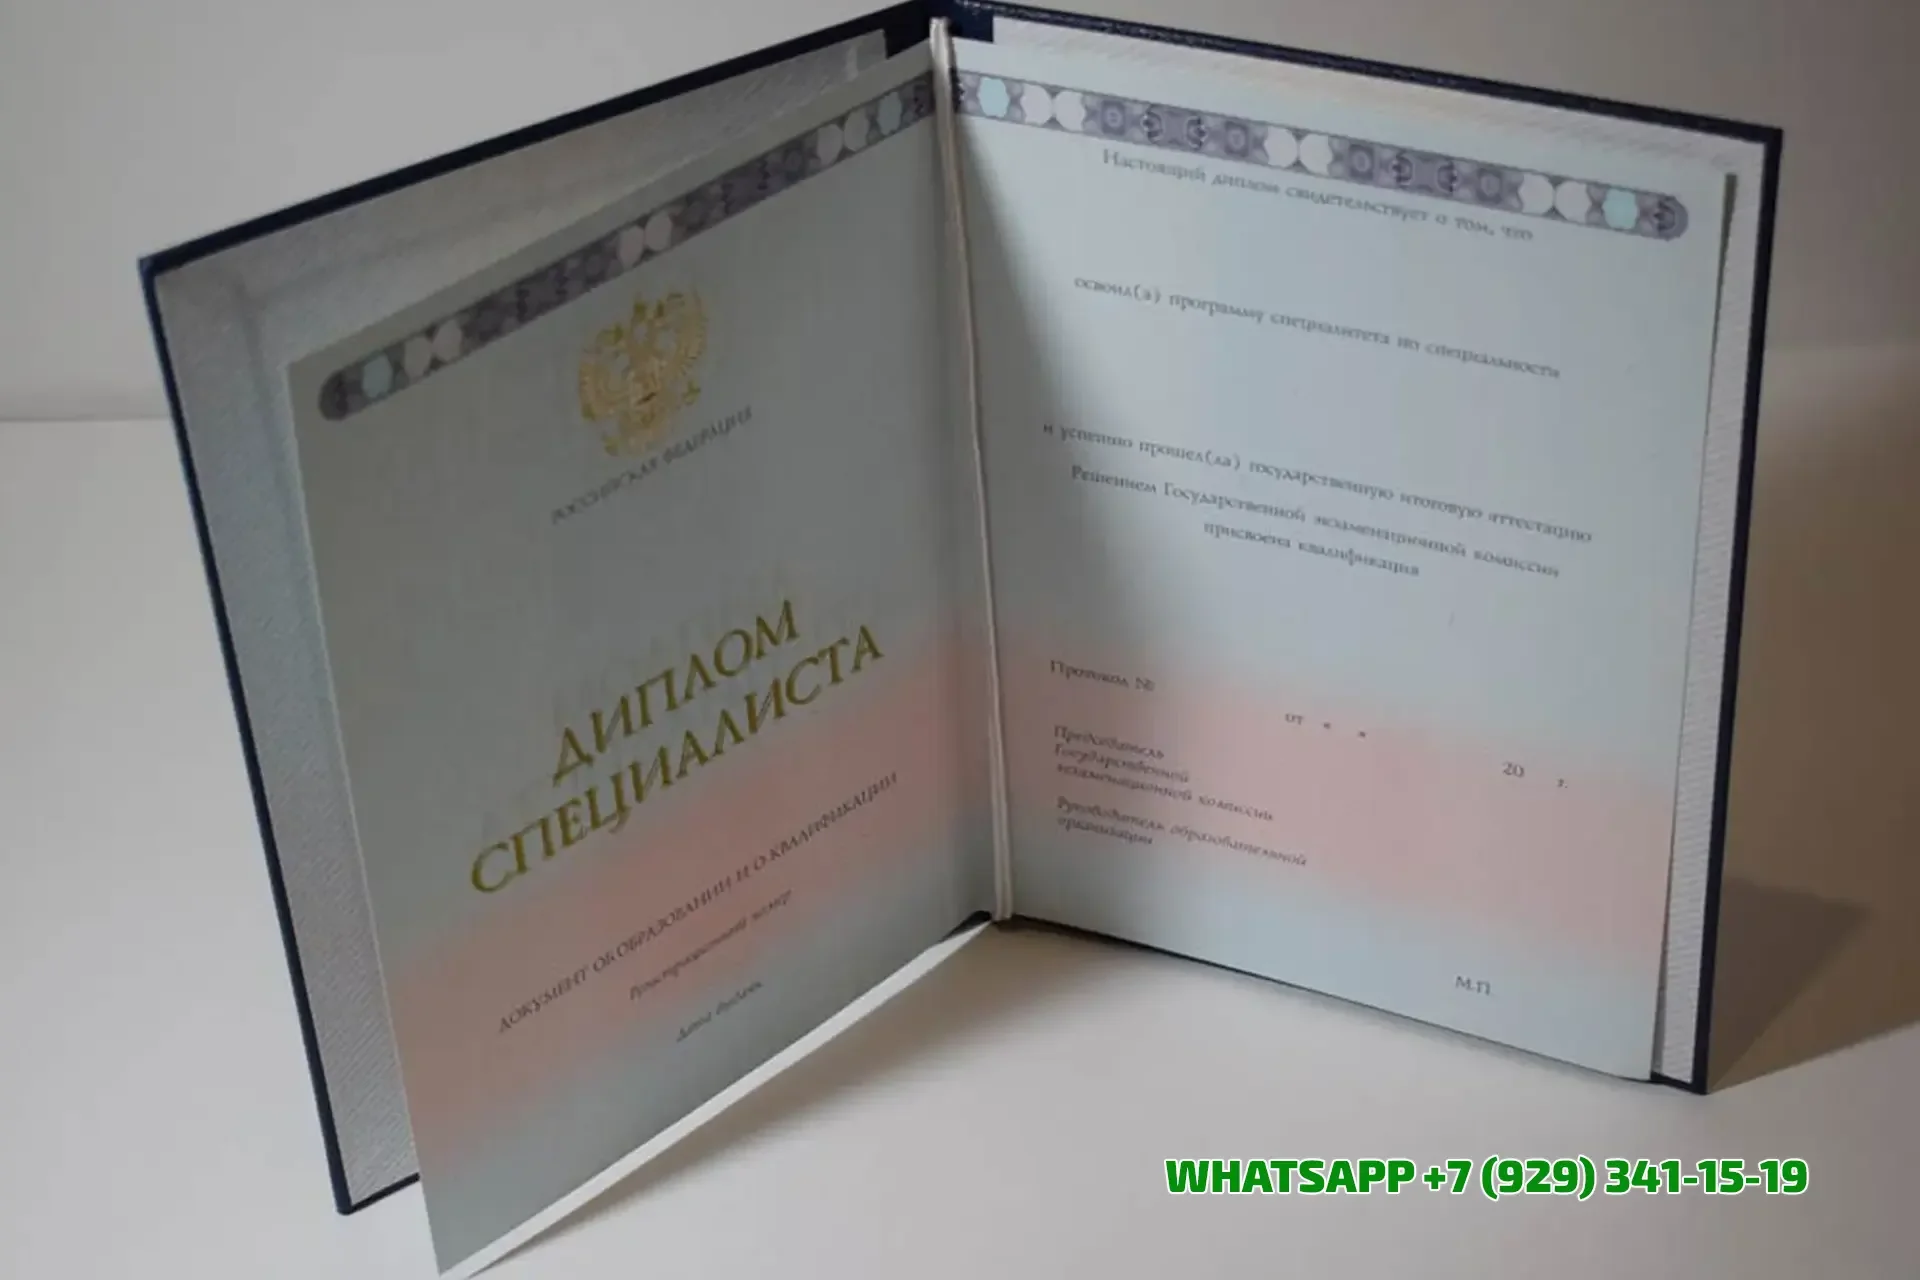 РОССИЙСКАЯ ФЕДЕРАЦИЯ
ДИПЛОМ
СПЕЦИАЛИСТА
ДОКУМЕНТ ОБ ОБРАЗОВАНИИ И О КВАЛИФИКАЦИИ
Регистрационный номер
Дата выдачи
Настоящий диплом свидетельствует о том, что
освоил(а) программу специалитета по специальности
и успешно прошел(ла) государственную итоговую аттестацию
Решением Государственной экзаменационной комиссии
присвоена квалификация
Протокол №
от « »
20 г.
Председатель
Государственной
экзаменационной комиссии
Руководитель образовательной
организации
М.П.
WHATSAPP +7 (929) 341-15-19